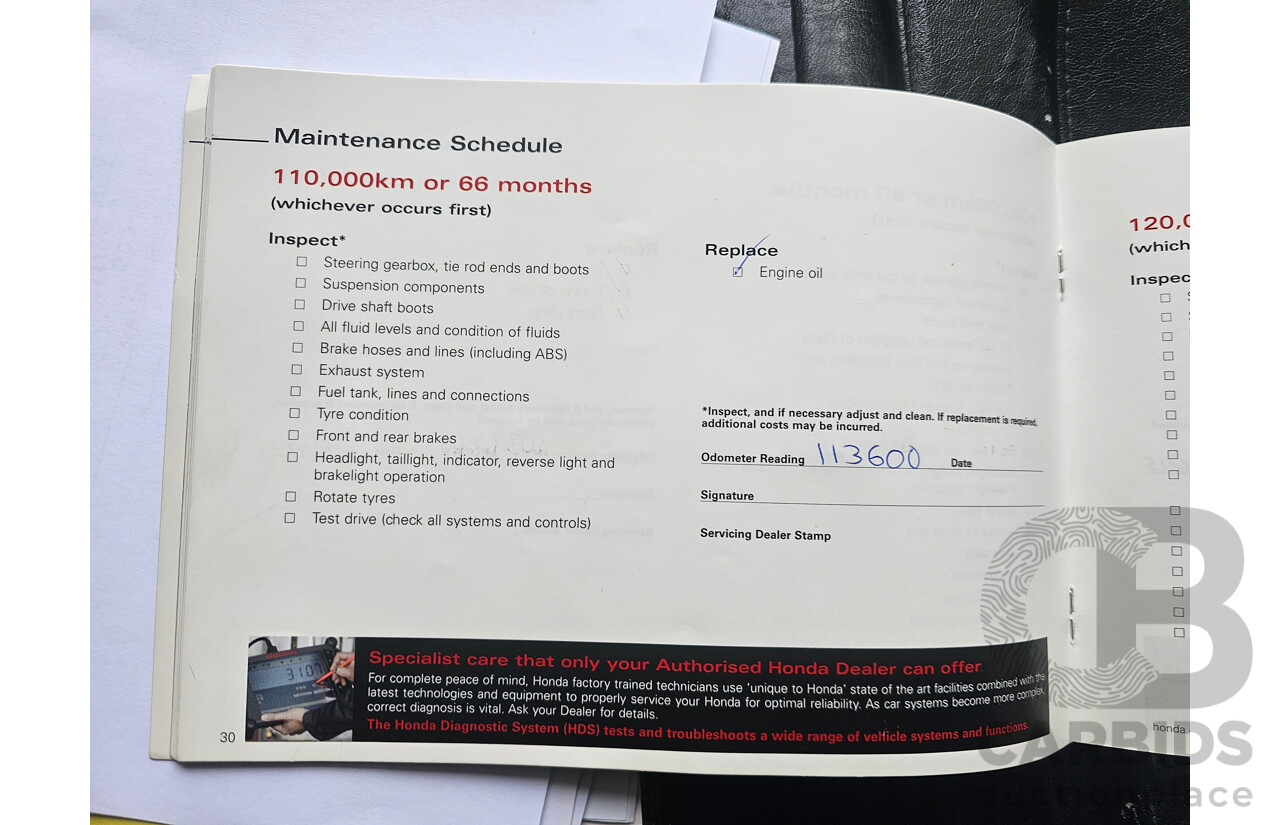 Maintenance Schedule
110,000km or 66 months
(whichever occurs first)
Inspect*
Steering gearbox, tie rod ends and boots
Suspension components
Drive shaft boots
All fluid levels and condition of fluids
Brake hoses and lines (including ABS)
Exhaust system
Fuel tank, lines and connections
Tyre condition
Front and rear brakes
Headlight, taillight, indicator, reverse light and
brakelight operation
Rotate tyres
Test drive (check all systems and controls)
Replace
Engine oil
*Inspect, and if necessary adjust and clean. If replacement is required,
additional costs may be incurred.
Odometer Reading 113600 Date
Signature
Servicing Dealer Stamp
Specialist care that only your Authorised Honda Dealer can offer
For complete peace of mind, Honda factory trained technicians use 'unique to Honda' state of the art facilities combined with the
latest technologies and equipment to properly service your Honda for optimal reliability. As car systems become more complex,
correct diagnosis is vital. Ask your Dealer for details.
The Honda Diagnostic System (HDS) tests and troubleshoots a wide range of vehicle systems and functions.
3107
30
120,0
(which
Inspec
honda.
CARBIDS
auction place